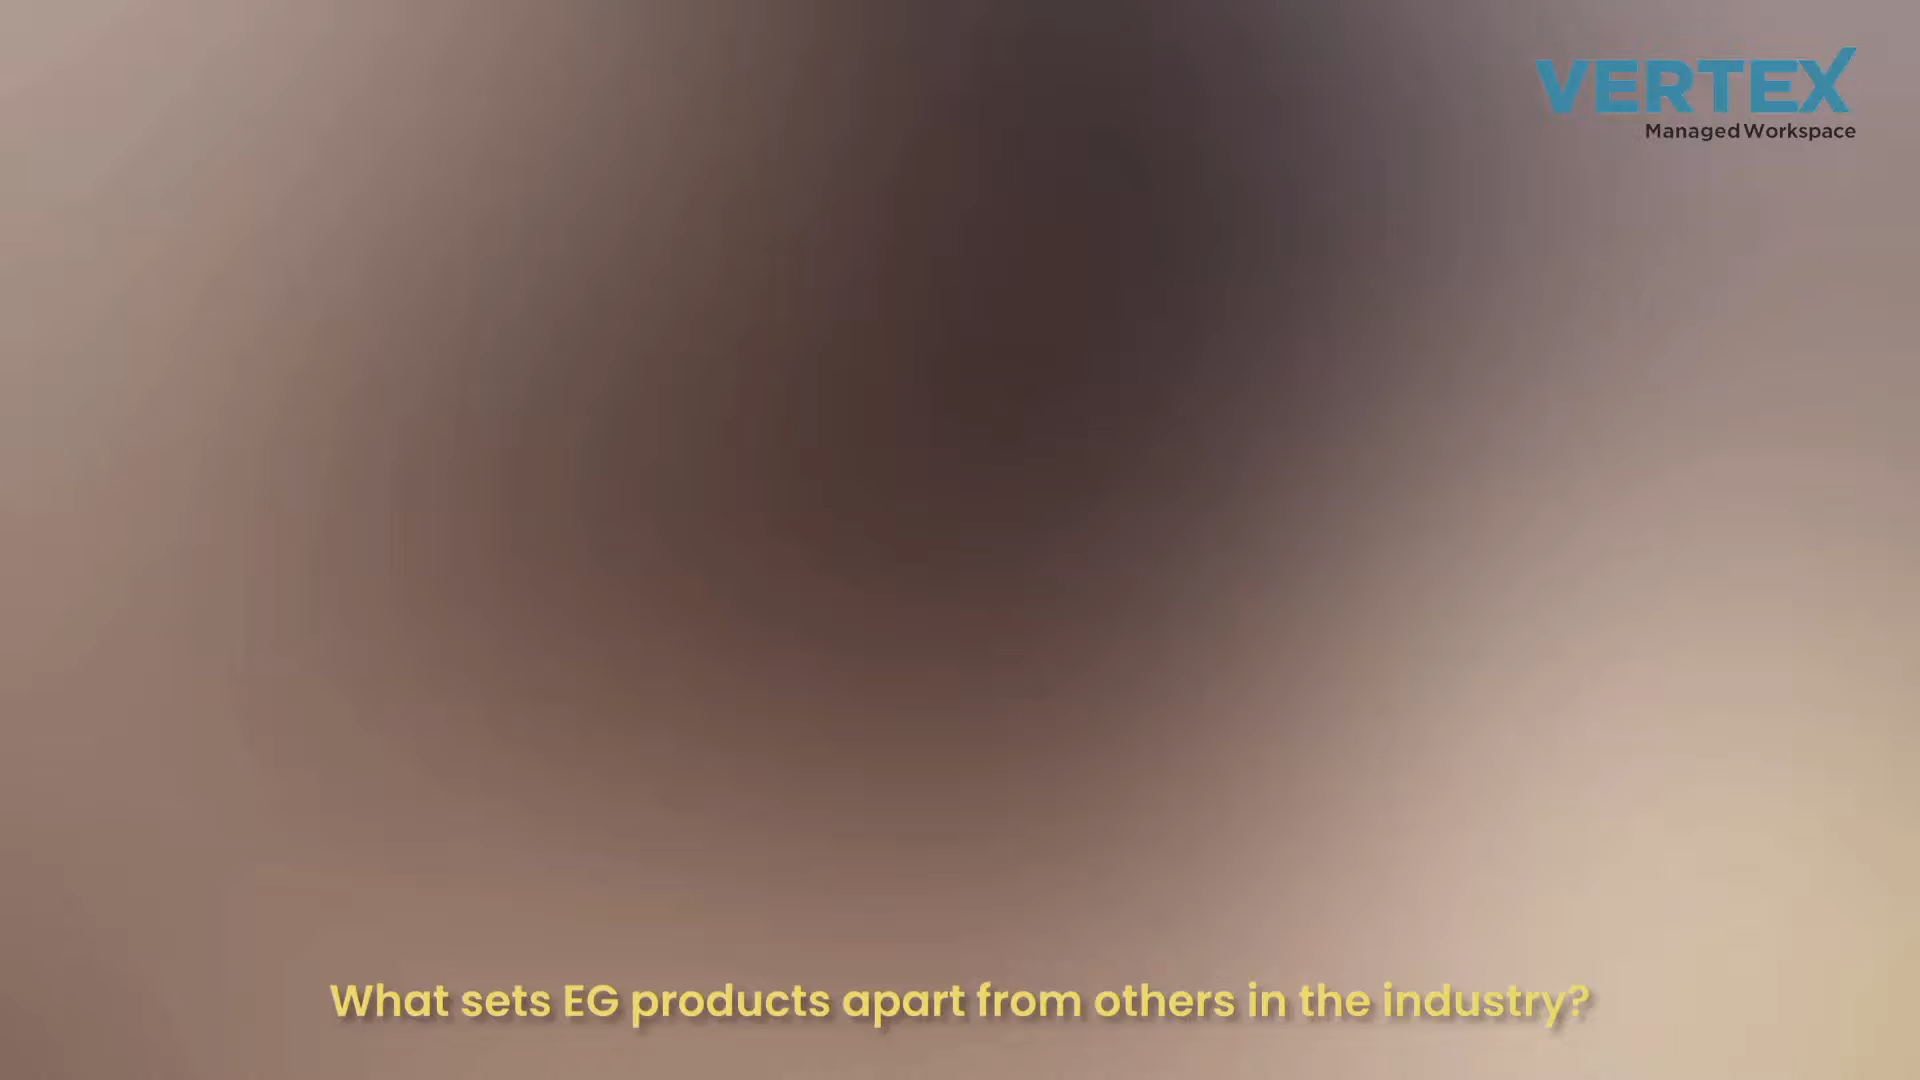 VERTEX
Managed Workspace
What sets EG products apart from others in the industry?